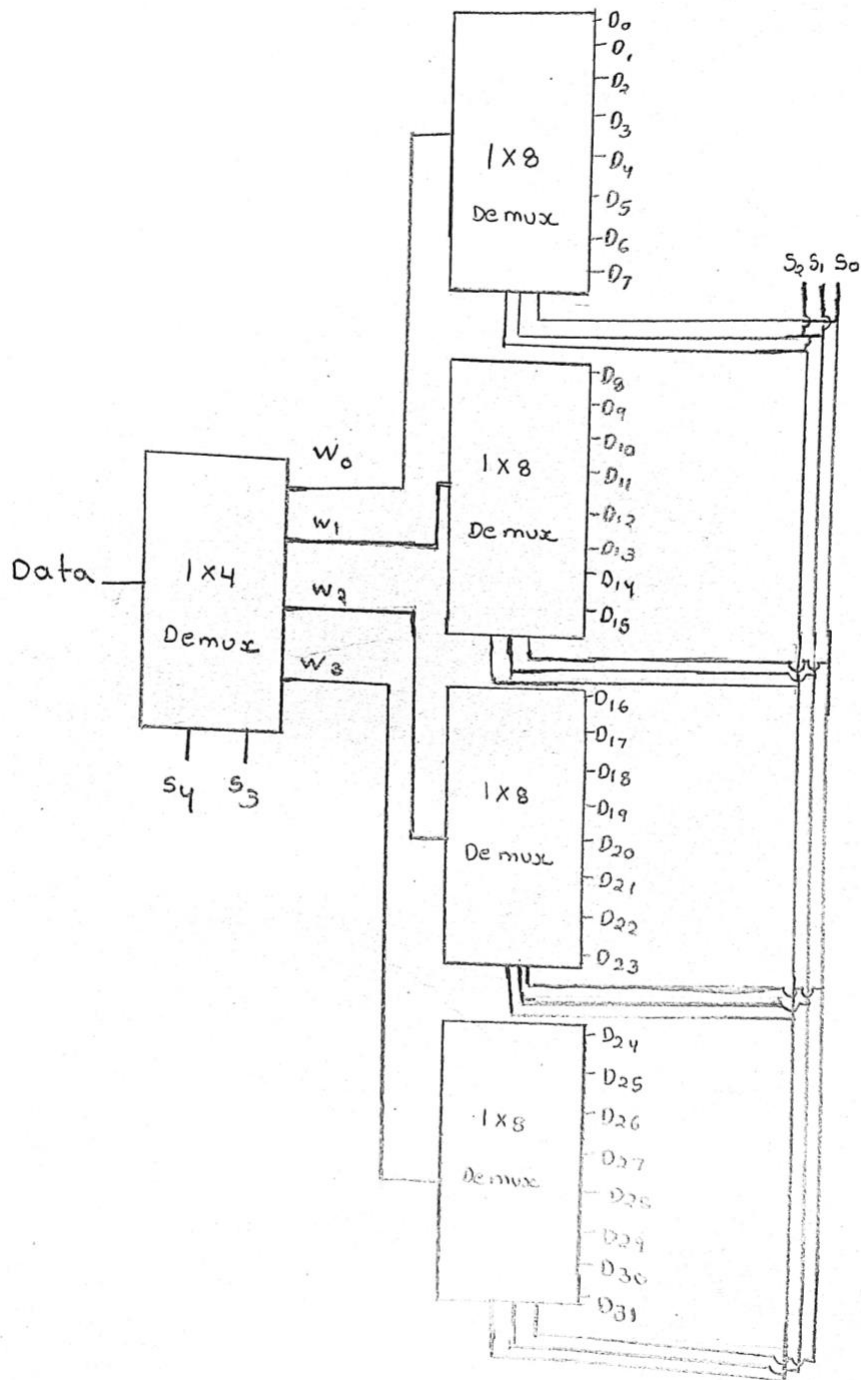 D0
D1
D2
D3
D4
D5
D6
D7
1X8
Demux
S2 S1 S0
D8
D9
D10
D11
D12
D13
D14
D15
1X8
Demux
W0
W1
W2
W3
Data
1X4
Demux
S4 S3
D16
D17
D18
D19
D20
D21
D22
D23
1X8
Demux
D24
D25
D26
D27
D28
D29
D30
D31
1X8
Demux